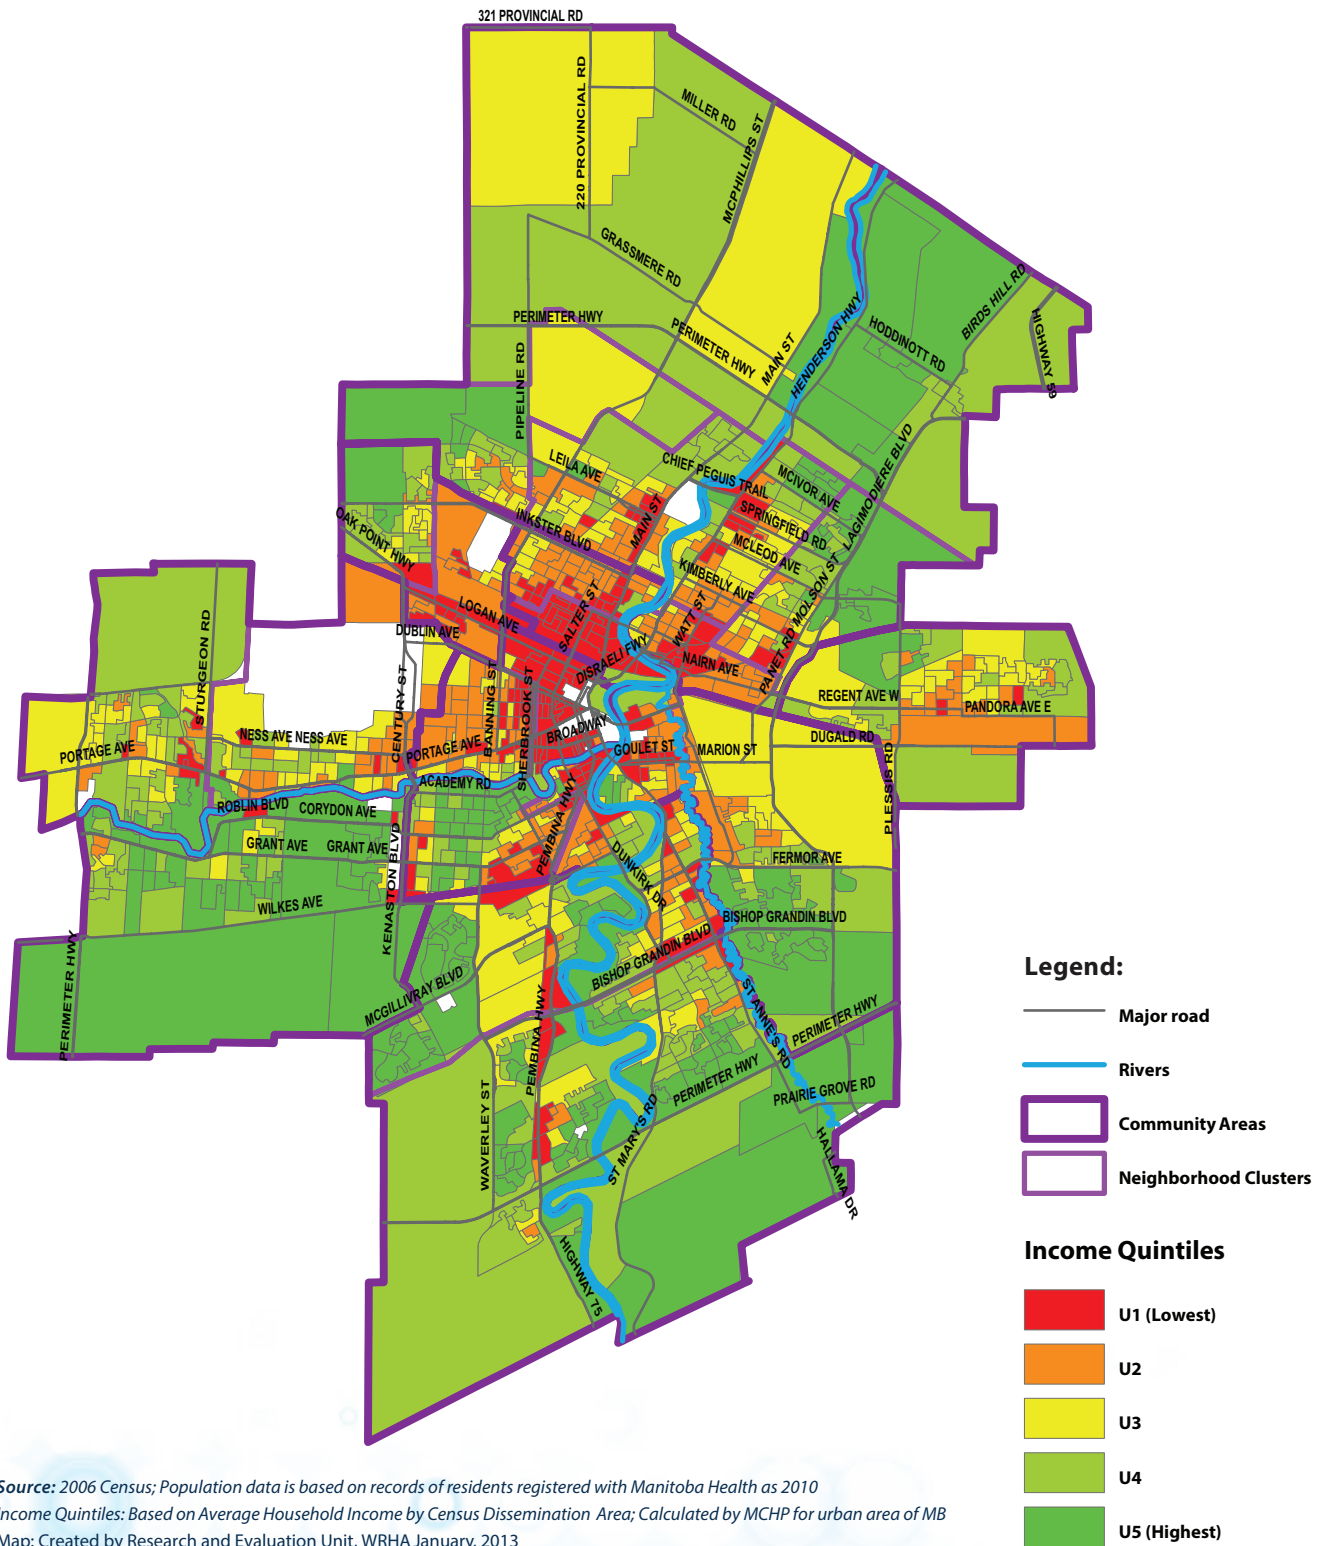 321 PROVINCIAL RD
220 PROVINCIAL RD
MILLER RD
MCPHILLIPS ST
GRASSMERE RD
BIRDS HILL RD
HIGHWAY 59
PERIMETER HWY
PERIMETER HWY
MAIN ST
HENDERSON HWY
HODDINOTT RD
PIPELINE RD
LEILA AVE
CHIEF PEGUIS TRAIL
MCIVOR AVE
LAGIMODIERE BLVD
OAK POINT HWY
INKSTER BLVD
MAIN ST
SPRINGFIELD RD
MCLEOD AVE
KIMBERLY AVE
MOLSON ST
LOGAN AVE
SALTER ST
WATT ST
DUBLIN AVE
DISRAELI FWY
NAIRN AVE
PANET RD
STURGEON RD
CENTURY ST
BANNING ST
SHERBROOK ST
REGENT AVE W
PANDORA AVE E
NESS AVE NESS AVE
BROADWAY
DUGALD RD
PORTAGE AVE
PORTAGE AVE
GOULET ST
MARION ST
PLESSIS RD
ACADEMY RD
ROBLIN BLVD
CORYDON AVE
GRANT AVE
GRANT AVE
PEMBINA HWY
KENASTON BLVD
DUNKIRK DR
FERMOR AVE
WILKES AVE
BISHOP GRANDIN BLVD
BISHOP GRANDIN BLVD
PERIMETER HWY
MCGILLIVRAY BLVD
PEMBINA HWY
ST ANNE'S RD
PERIMETER HWY
PERIMETER HWY
PRAIRIE GROVE RD
WAVERLEY ST
ST MARY'S RD
HALLAMA DR
HIGHWAY 75
Legend:
Major road
Rivers
Community Areas
Neighborhood Clusters
Income Quintiles
U1 (Lowest)
U2
U3
U4
U5 (Highest)
Source: 2006 Census; Population data is based on records of residents registered with Manitoba Health as 2010
Income Quintiles: Based on Average Household Income by Census Dissemination Area; Calculated by MCHP for urban area of MB
Map: Created by Research and Evaluation Unit, WRHA January, 2013